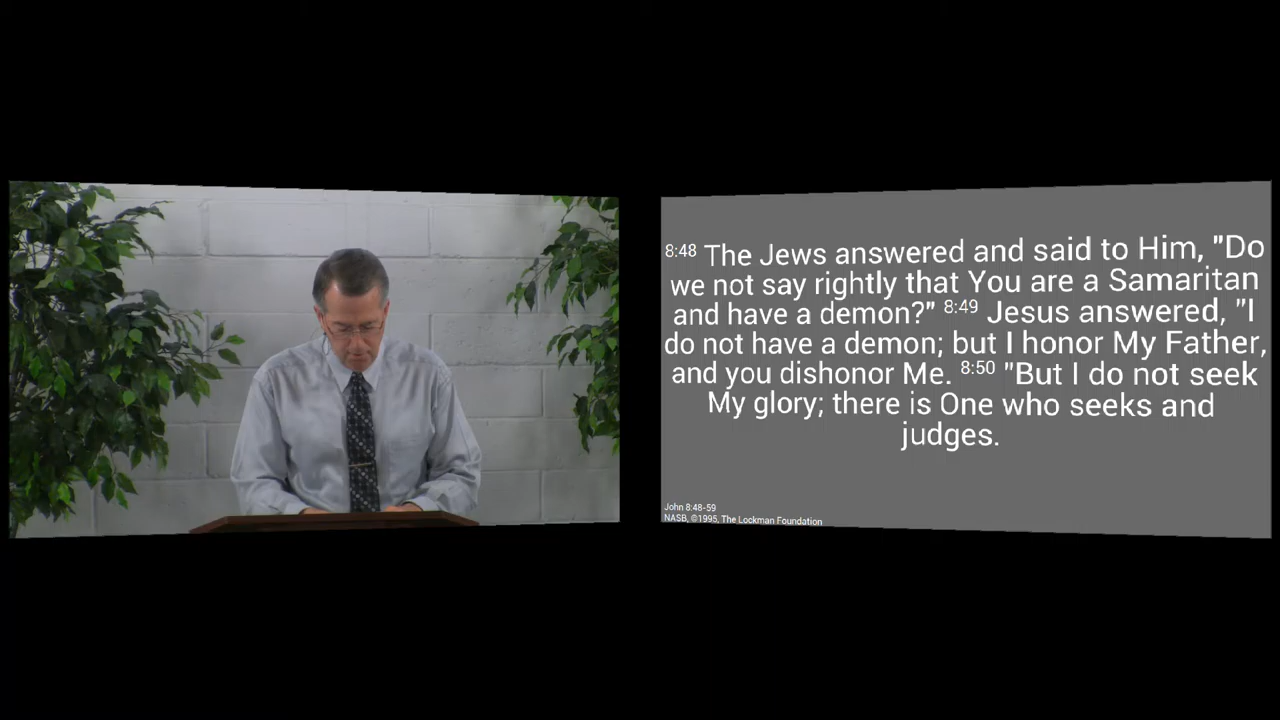 8:48 The Jews answered and said to Him, "Do
we not say rightly that You are a Samaritan
and have a demon?" 8:49 Jesus answered, "I
do not have a demon; but I honor My Father,
and you dishonor Me. 8:50 "But I do not seek
My glory; there is One who seeks and
judges.
John 8:48-59
NASB, ©1995, The Lockman Foundation